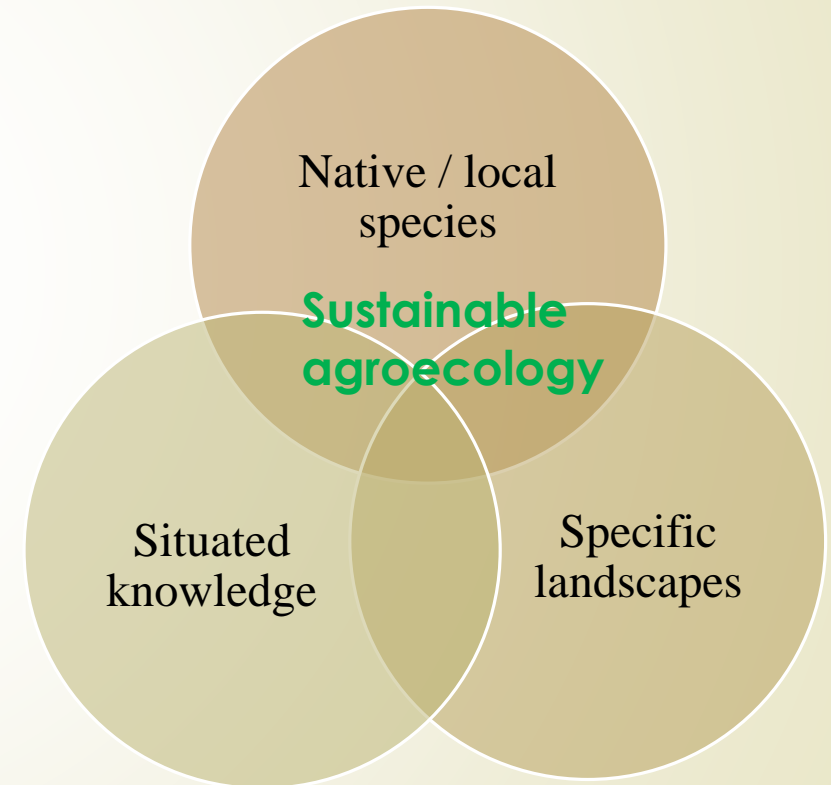 Native / local
species
Sustainable
agroecology
Situated
knowledge
Specific
landscapes